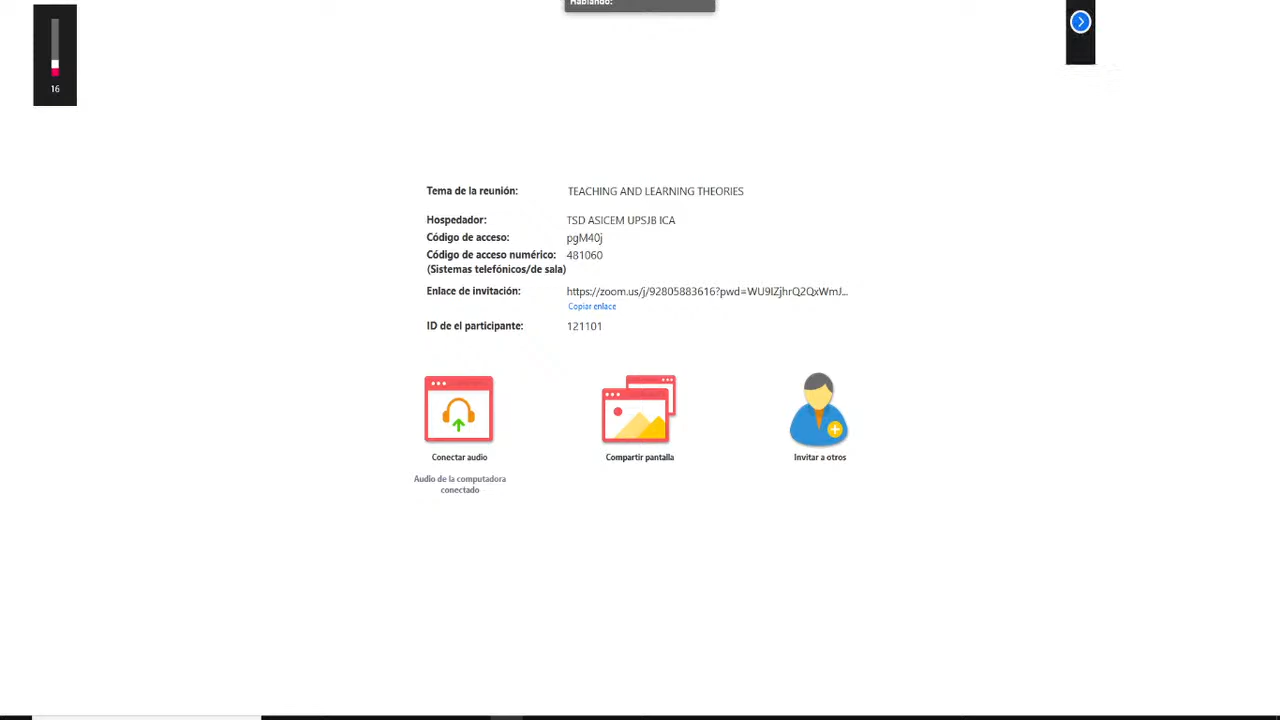 Hablando:
16
Tema de la reunión: TEACHING AND LEARNING THEORIES
Hospedador: TSD ASICEM UPSJB ICA
Código de acceso: pgM40j
Código de acceso numérico: 481060
(Sistemas telefónicos/de sala)
Enlace de invitación: https://zoom.us/j/92805883616?pwd=WU9IZjhrQ2QxWmJ...
Copiar enlace
ID de el participante: 121101
Conectar audio
Compartir pantalla
Invitar a otros
Audio de la computadora
conectado